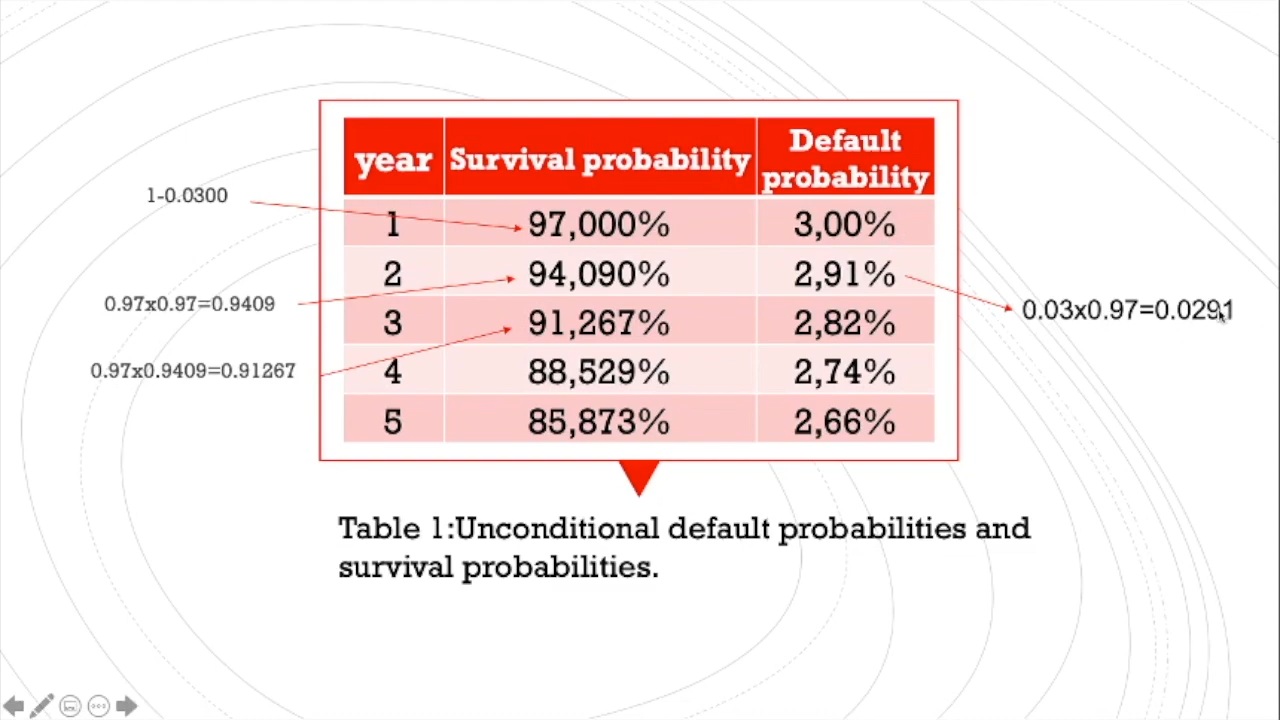 year Survival probability Default probability
1-0.0300
1 97,000% 3,00%
2 94,090% 2,91%
0.97x0.97=0.9409
0.03x0.97=0.0291
3 91,267% 2,82%
0.97x0.9409=0.91267
4 88,529% 2,74%
5 85,873% 2,66%
Table 1:Unconditional default probabilities and
survival probabilities.